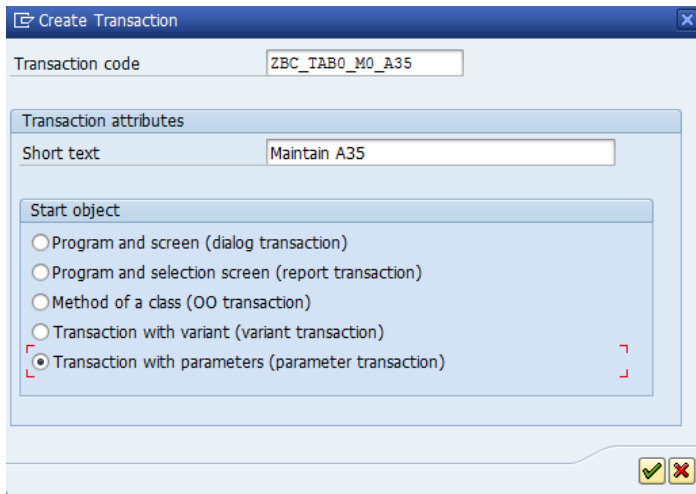 Create Transaction
Transaction code ZBC_TAB0_M0_A35
Transaction attributes
Short text Maintain A35
Start object
Program and screen (dialog transaction)
Program and selection screen (report transaction)
Method of a class (OO transaction)
Transaction with variant (variant transaction)
Transaction with parameters (parameter transaction)